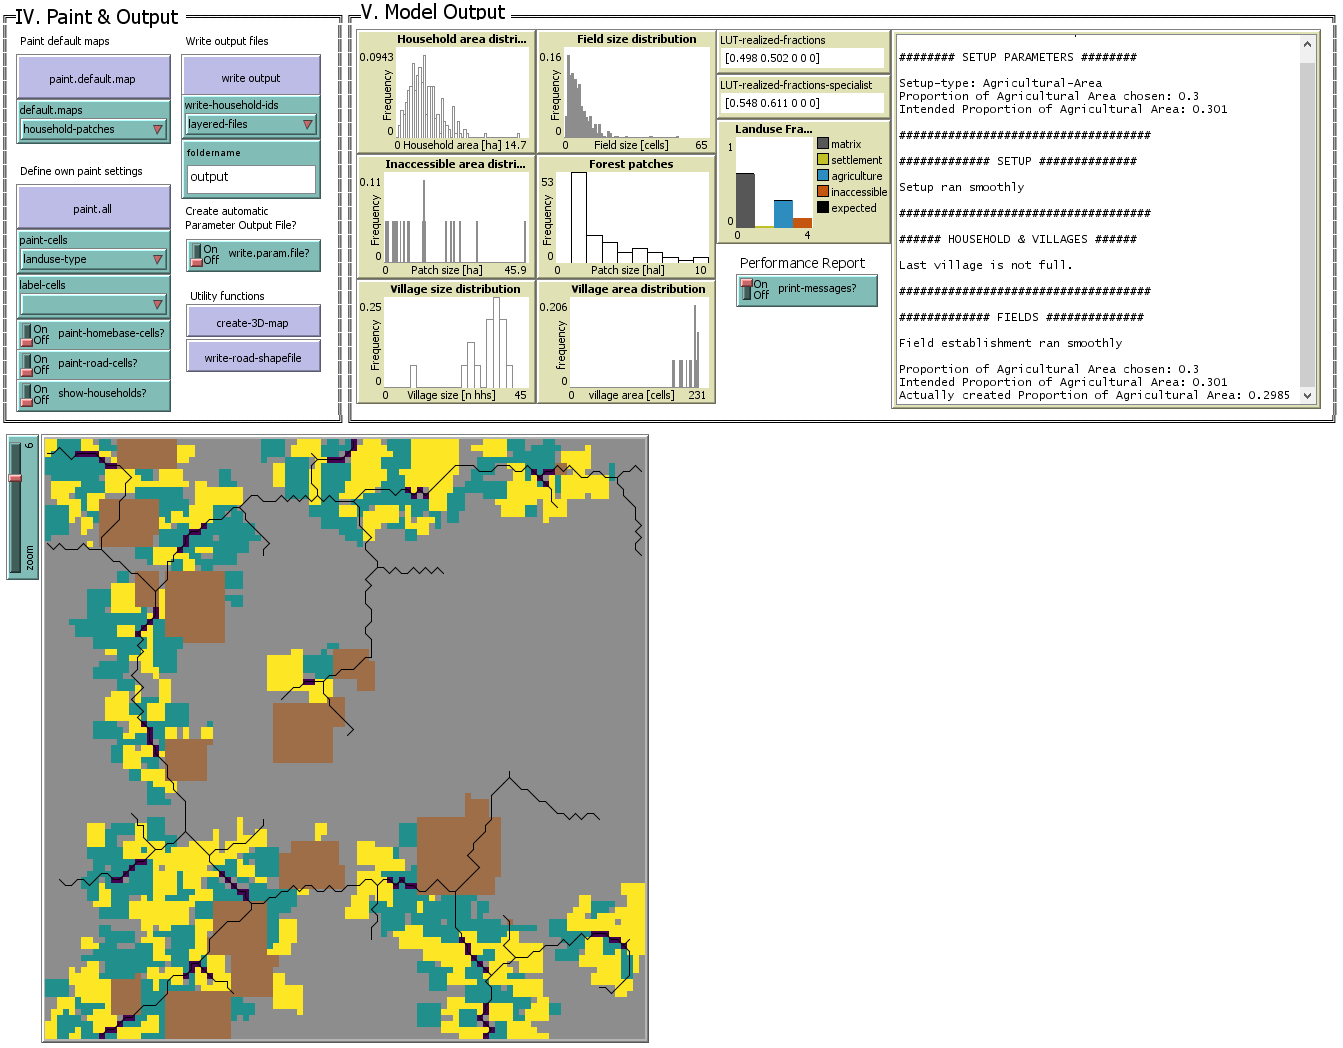 IV. Paint & Output
Paint default maps
paint.default.map
default.maps
household-patches
Define own paint settings
paint.all
paint-cells
landuse-type
label-cells
On
Off
paint-homebase-cells?
On
Off
paint-road-cells?
On
Off
show-households?
Write output files
write output
write-household-ids
layered-files
foldername
output
Create automatic
Parameter Output File?
On
Off
write.param.file?
Utility functions
create-3D-map
write-road-shapefile
V. Model Output
Household area distri...
0.0943
Frequency
0
0 Household area [ha] 14.7
Field size distribution
0.16
Frequency
0
0 Field size [cells] 65
Inaccessible area distri...
0.11
Frequency
0
0 Patch size [ha] 45.9
Forest patches
53
Frequency
0
0 Patch size [hal] 10
Village size distribution
0.25
Frequency
0
0 Village size [n hhs] 45
Village area distribution
0.206
Frequency
0
0 village area [cells] 231
LUT-realized-fractions
[0.498 0.502 0 0 0]
LUT-realized-fractions-specialist
[0.548 0.611 0 0 0]
Landuse Fra...
1
0
0 4
matrix
settlement
agriculture
inaccessible
expected
Performance Report
On
Off
print-messages?
######## SETUP PARAMETERS ########
Setup-type: Agricultural-Area
Proportion of Agricultural Area chosen: 0.3
Intended Proportion of Agricultural Area: 0.301
###################################
############# SETUP ##############
Setup ran smoothly
###################################
###### HOUSEHOLD & VILLAGES ######
Last village is not full.
###################################
############# FIELDS ##############
Field establishment ran smoothly
Proportion of Agricultural Area chosen: 0.3
Intended Proportion of Agricultural Area: 0.301
Actually created Proportion of Agricultural Area: 0.2985
6
zoom